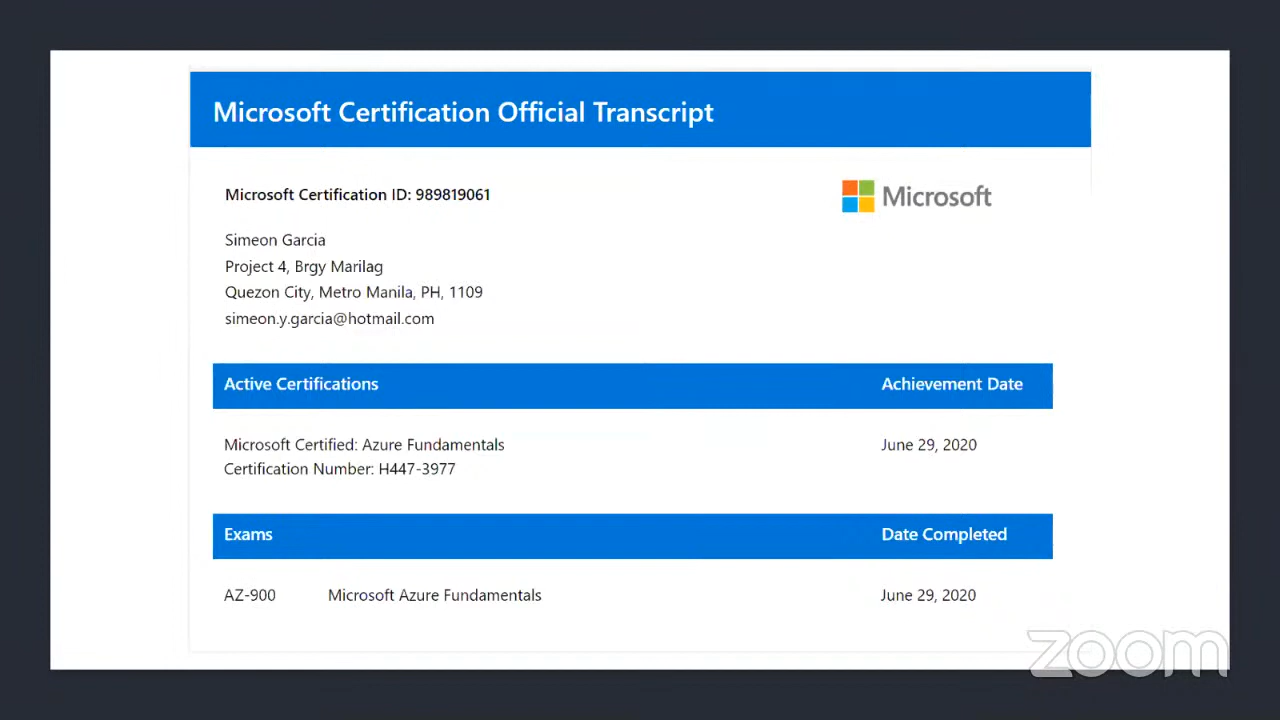 Microsoft Certification Official Transcript
Microsoft Certification ID: 989819061
Microsoft
Simeon Garcia
Project 4, Brgy Marilag
Quezon City, Metro Manila, PH, 1109
simeon.y.garcia@hotmail.com
Active Certifications Achievement Date
Microsoft Certified: Azure Fundamentals June 29, 2020
Certification Number: H447-3977
Exams Date Completed
AZ-900 Microsoft Azure Fundamentals June 29, 2020
zoom